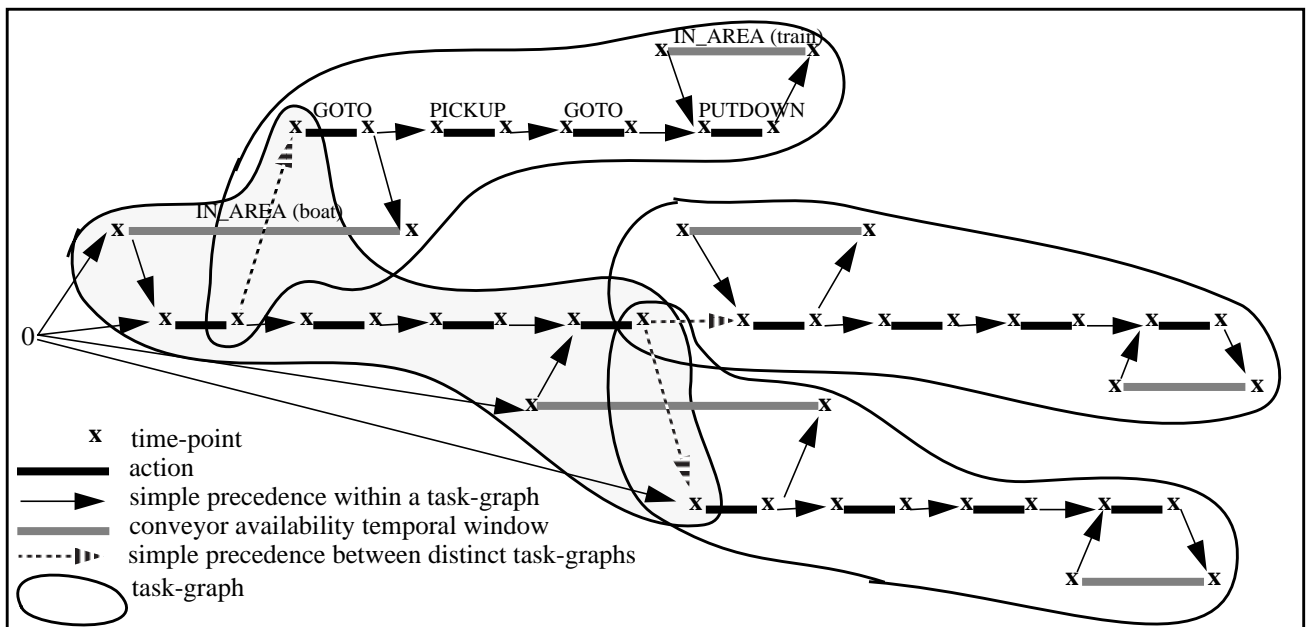 IN_AREA (train)
GOTO PICKUP GOTO PUTDOWN
x x
x x x x x x x x
IN_AREA (boat)
x x x x
x x x x x x x x x x x x x x x x
0
x x
x x
x time-point
action
simple precedence within a task-graph
x x x x x x x x
conveyor availability temporal window
simple precedence between distinct task-graphs
x x
task-graph